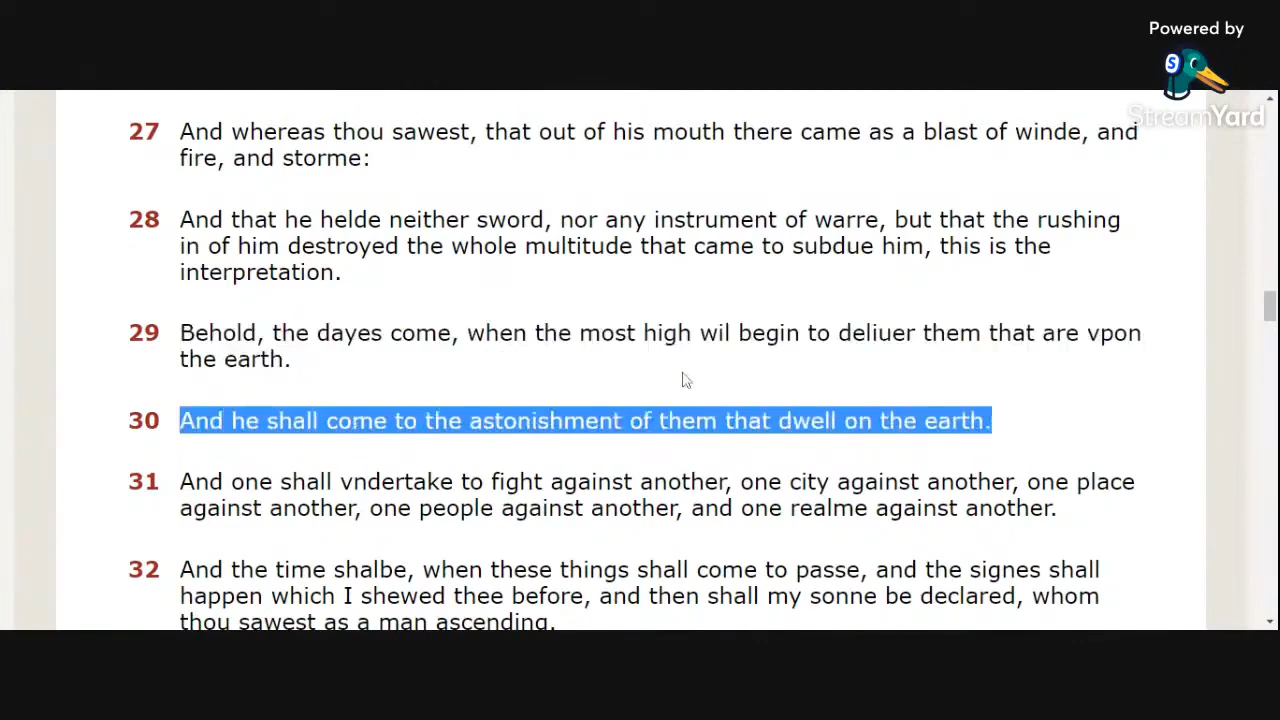 Powered by
StreamYard
27 And whereas thou sawest, that out of his mouth there came as a blast of winde, and
fire, and storme:
28 And that he helde neither sword, nor any instrument of warre, but that the rushing
in of him destroyed the whole multitude that came to subdue him, this is the
interpretation.
29 Behold, the dayes come, when the most high wil begin to deliuer them that are vpon
the earth.
30 And he shall come to the astonishment of them that dwell on the earth.
31 And one shall vndertake to fight against another, one city against another, one place
against another, one people against another, and one realme against another.
32 And the time shalbe, when these things shall come to passe, and the signes shall
happen which I shewed thee before, and then shall my sonne be declared, whom
thou sawest as a man ascending.